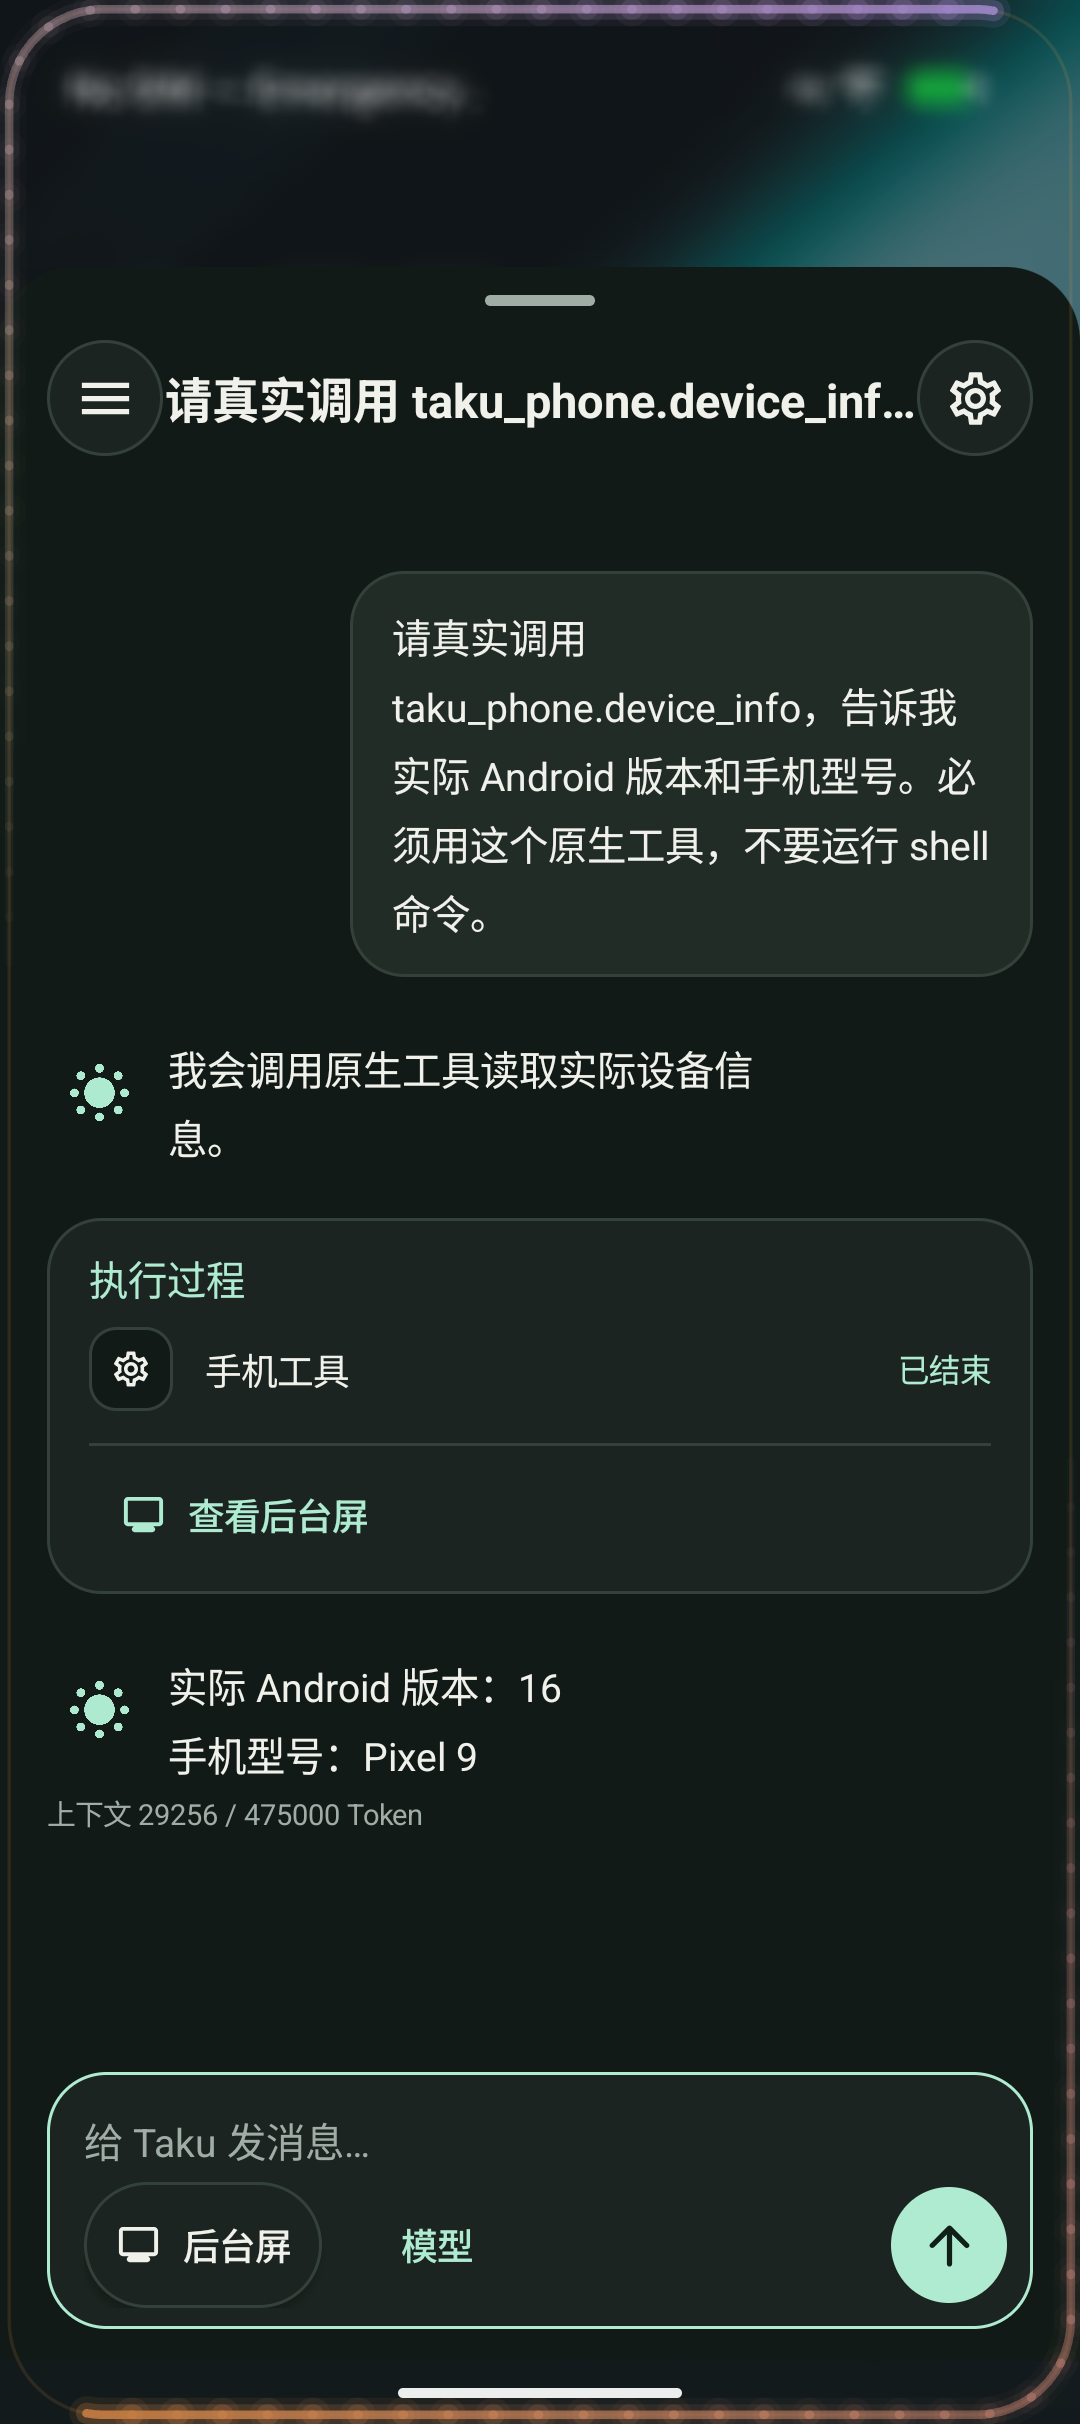 请真实调用 taku_phone.device_inf...
请真实调用
taku_phone.device_info，告诉我
实际 Android 版本和手机型号。必
须用这个原生工具，不要运行 shell
命令。
我会调用原生工具读取实际设备信
息。
执行过程
手机工具
已结束
查看后台屏
实际 Android 版本：16
手机型号：Pixel 9
上下文 29256 / 475000 Token
给 Taku 发消息...
后台屏
模型